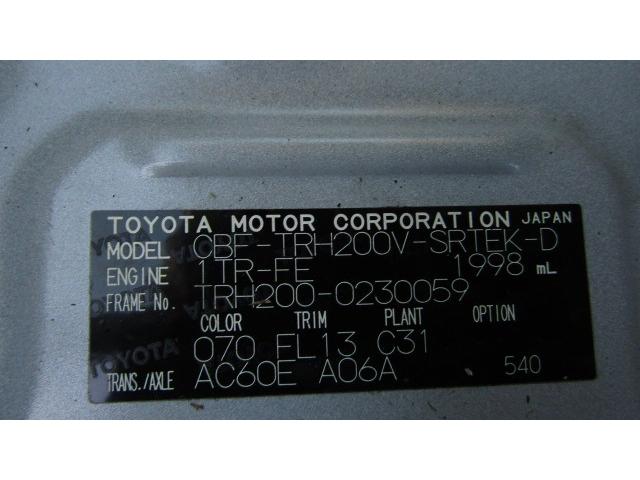 TOYOTA MOTOR CORPORATION JAPAN
MODEL CBF-TRH200V-SRTEK-D
ENGINE 1TR-FE 1998 mL
FRAME No. TRH200-0230059
COLOR TRIM PLANT OPTION
070 FL13 C31
TRANS./AXLE AC60E A06A 540
TOYOTA